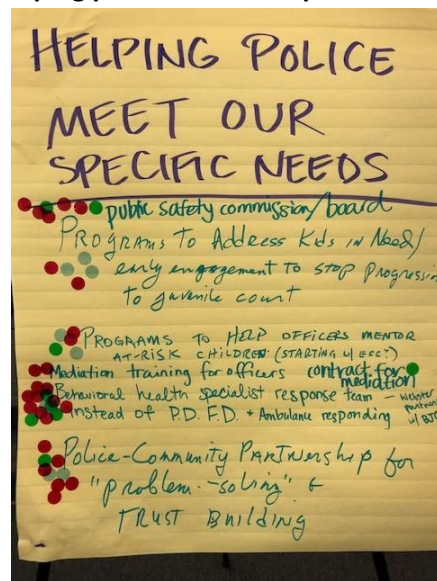 HELPING POLICE
MEET OUR
SPECIFIC NEEDS
public safety commission/board
PROGRAMS TO ADDRESS KIDS IN NEED/
early engagement TO STOP PROGRESSI
TO juvenile court
PROGRAMS TO HELP OFFICERS MENTOR
AT-RISK CHILDREN (STARTING W/ ECC?)
Mediation training for officers contract for
mediation
Behavioral health specialist response team - Webster
Instead of P.D. F.D. + Ambulance responding W/ BJC
Police-Community PARTNership for
"problem-solving" &
TRUST BuildING